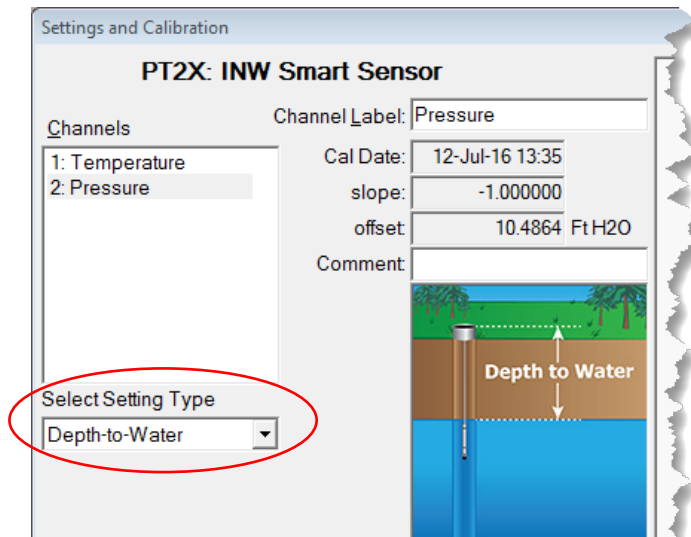 Settings and Calibration
PT2X: INW Smart Sensor
Channels
1: Temperature
2: Pressure
Channel Label: Pressure
Cal Date: 12-Jul-16 13:35
slope: -1.000000
offset: 10.4864 Ft H2O
Comment:
Depth to Water
Select Setting Type
Depth-to-Water